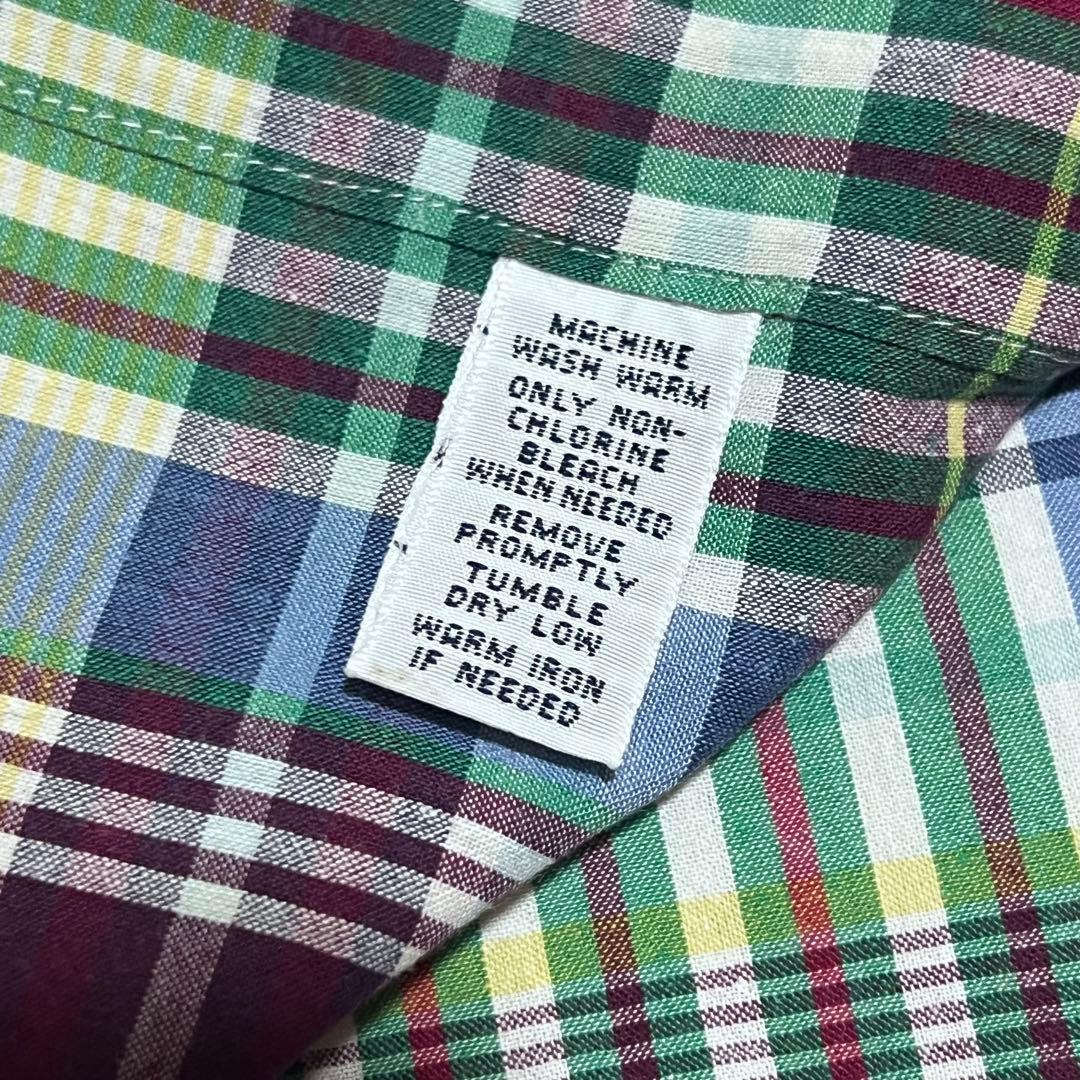 MACHINE
WASH WARM
ONLY NON-
CHLORINE
BLEACH
WHEN NEEDED
REMOVE
PROMPTLY
TUMBLE
DRY LOW
WARM IRON
IF NEEDED